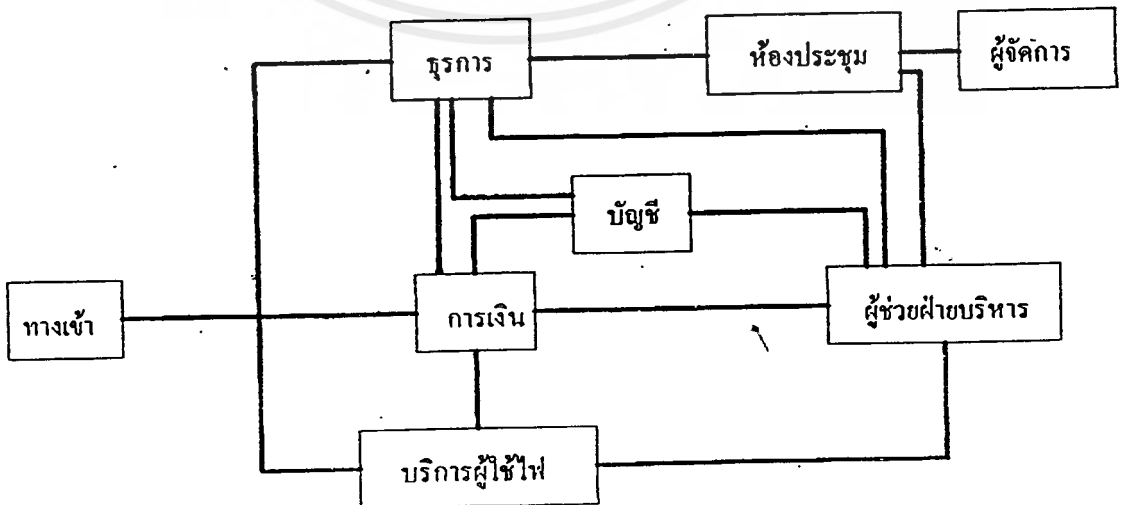 ธุรการ
ห้องประชุม
ผู้จัดการ
บัญชี
ทางเข้า
การเงิน
ผู้ช่วยฝ่ายบริหาร
บริการผู้ใช้ไฟ